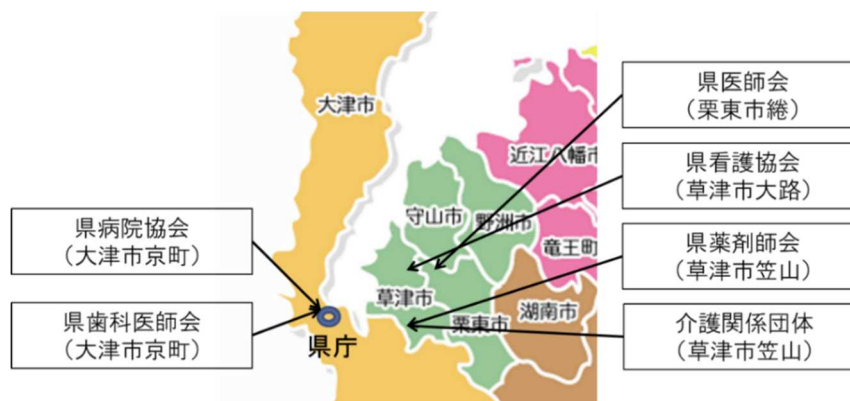 大津市
近江八幡市
守山市
野洲市
竜王町
草津市
栗東市
湖南市
県庁
県病院協会
（大津市京町）
県歯科医師会
（大津市京町）
県医師会
（栗東市綣）
県看護協会
（草津市大路）
県薬剤師会
（草津市笠山）
介護関係団体
（草津市笠山）